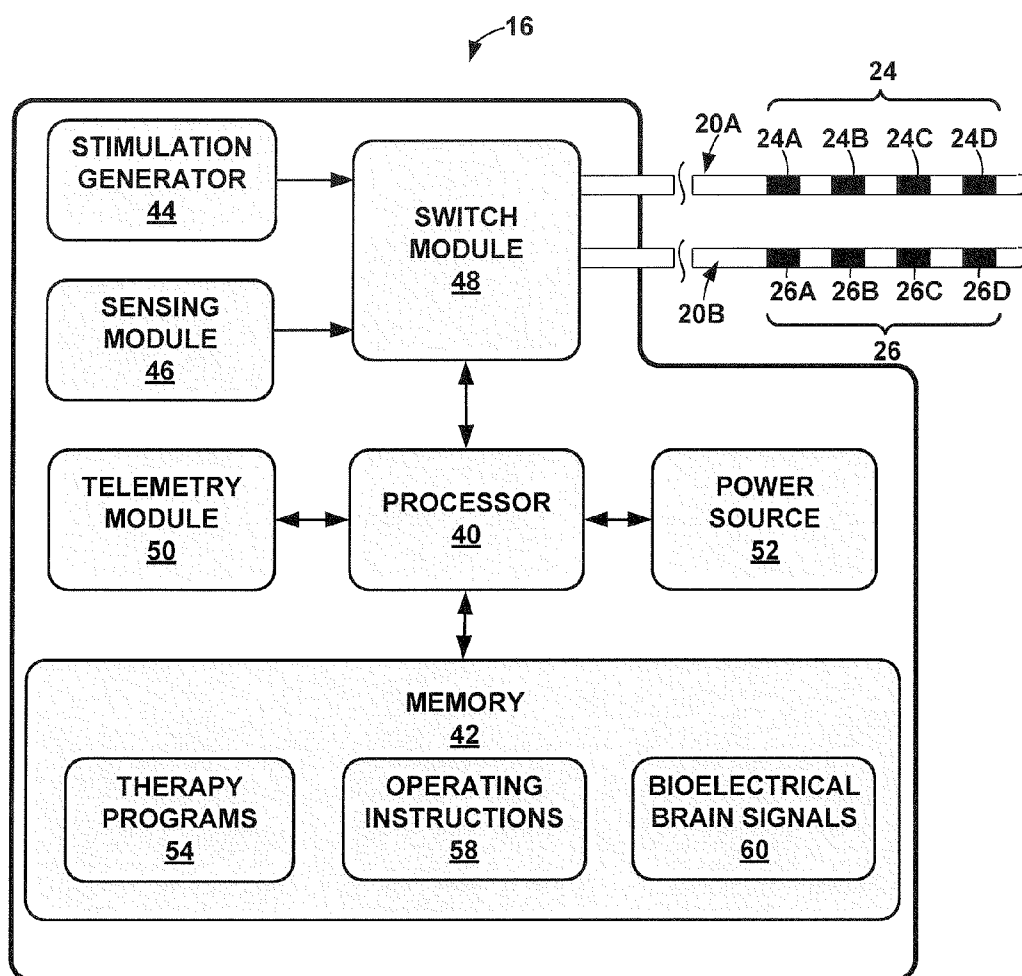 16
24
20A
24A 24B 24C 24D
STIMULATION
GENERATOR
44
SWITCH
MODULE
48
SENSING
MODULE
46
26A 26B 26C 26D
20B
26
TELEMETRY
MODULE
50
PROCESSOR
40
POWER
SOURCE
52
MEMORY
42
THERAPY
PROGRAMS
54
OPERATING
INSTRUCTIONS
58
BIOELECTRICAL
BRAIN SIGNALS
60